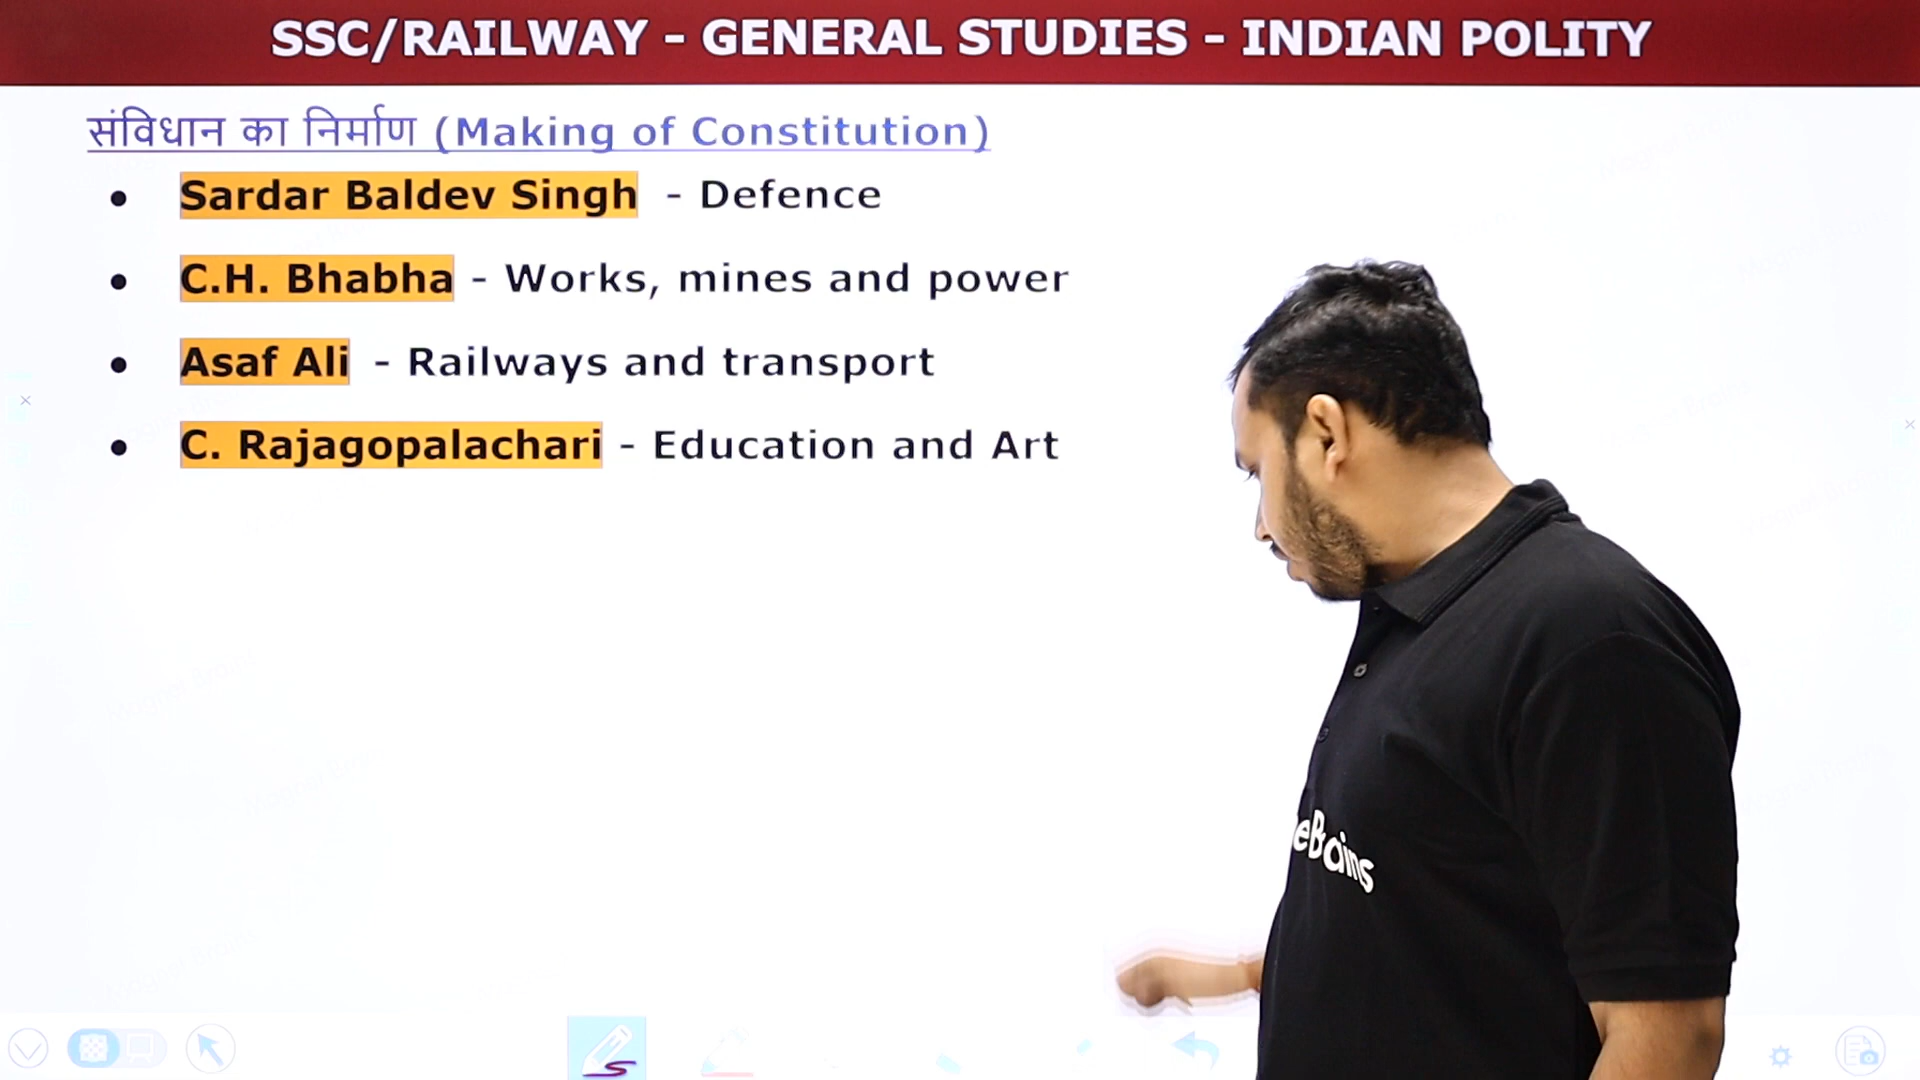 SSC/RAILWAY - GENERAL STUDIES - INDIAN POLITY
संविधान का निर्माण (Making of Constitution)
• Sardar Baldev Singh - Defence
• C.H. Bhabha - Works, mines and power
• Asaf Ali - Railways and transport
• C. Rajagopalachari - Education and Art
eBains